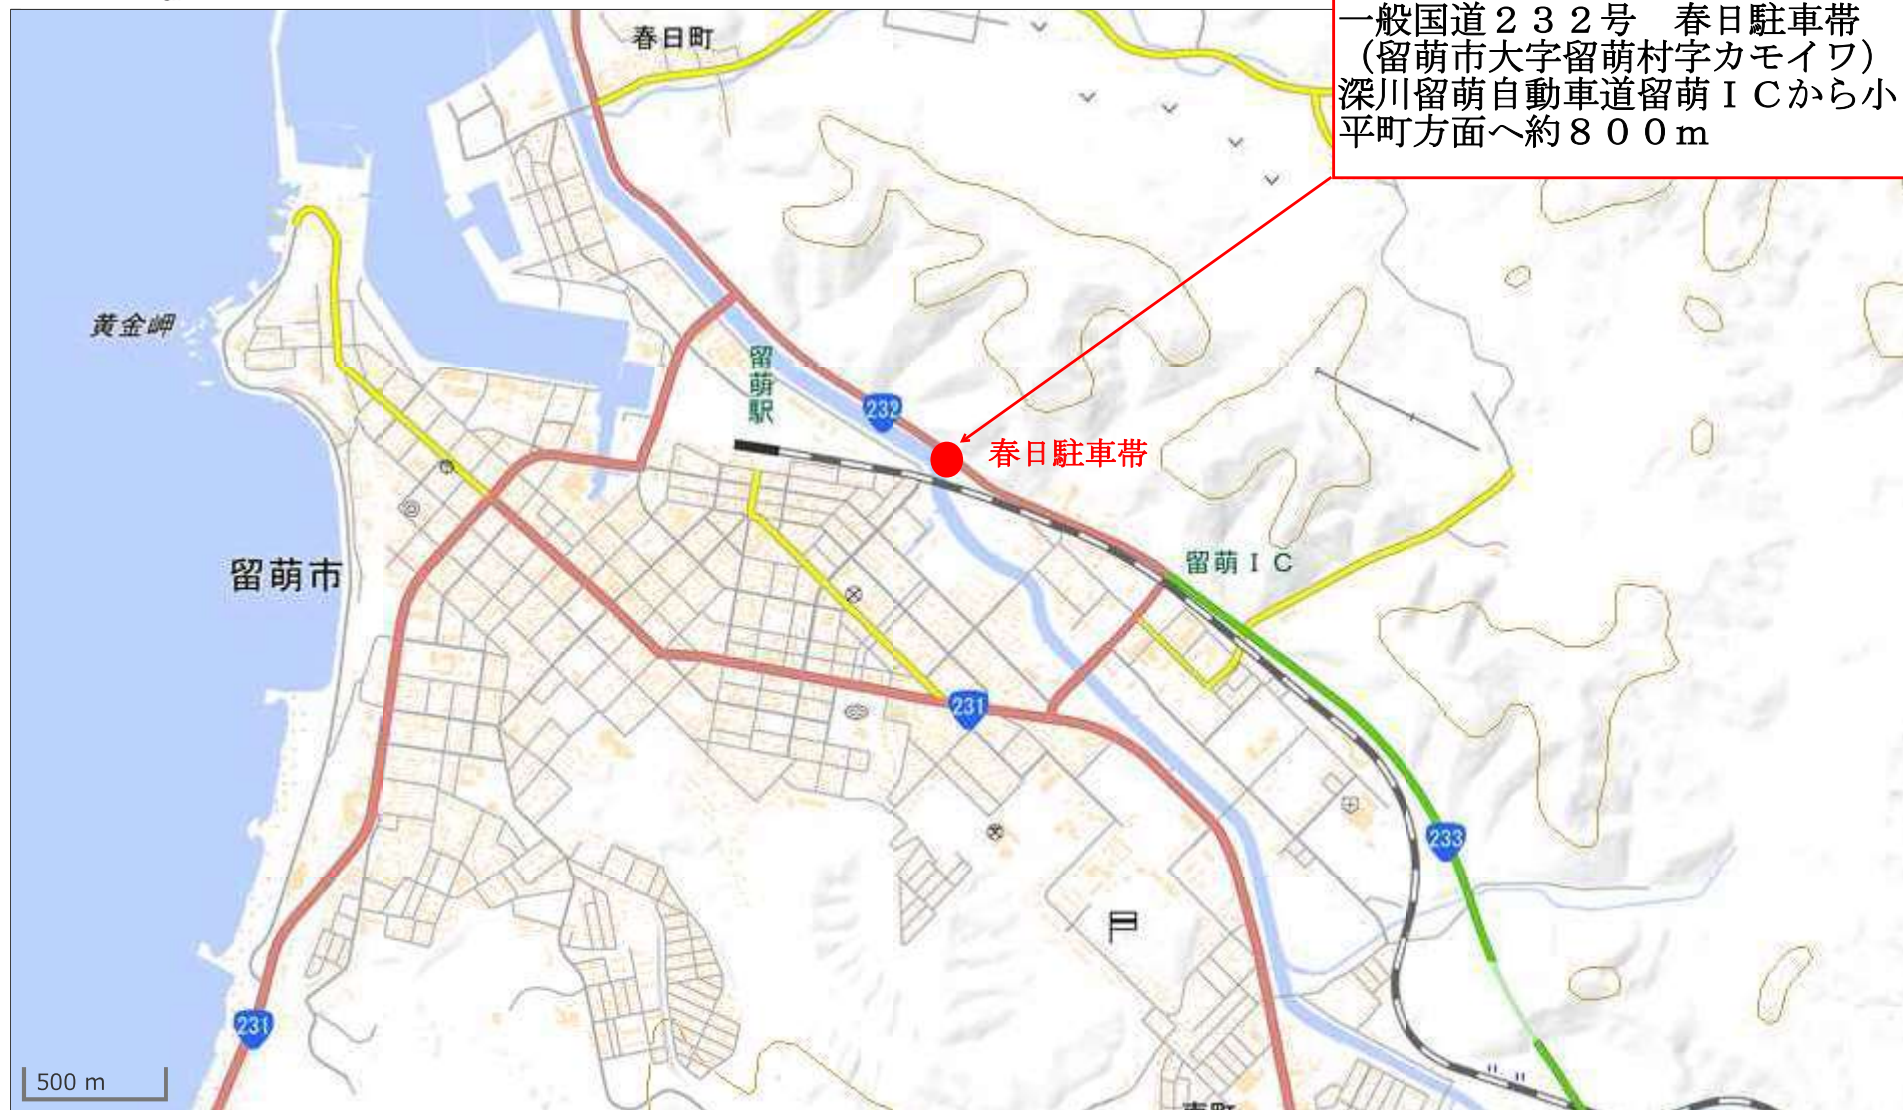 一般国道２３２号　春日駐車帯
（留萌市大字留萌村字カモイワ）
深川留萌自動車道留萌ＩＣから小
平町方面へ約８００ｍ
春日町
黄金岬
留萌駅
232
春日駐車帯
留萌ＩＣ
留萌市
231
233
231
500 m